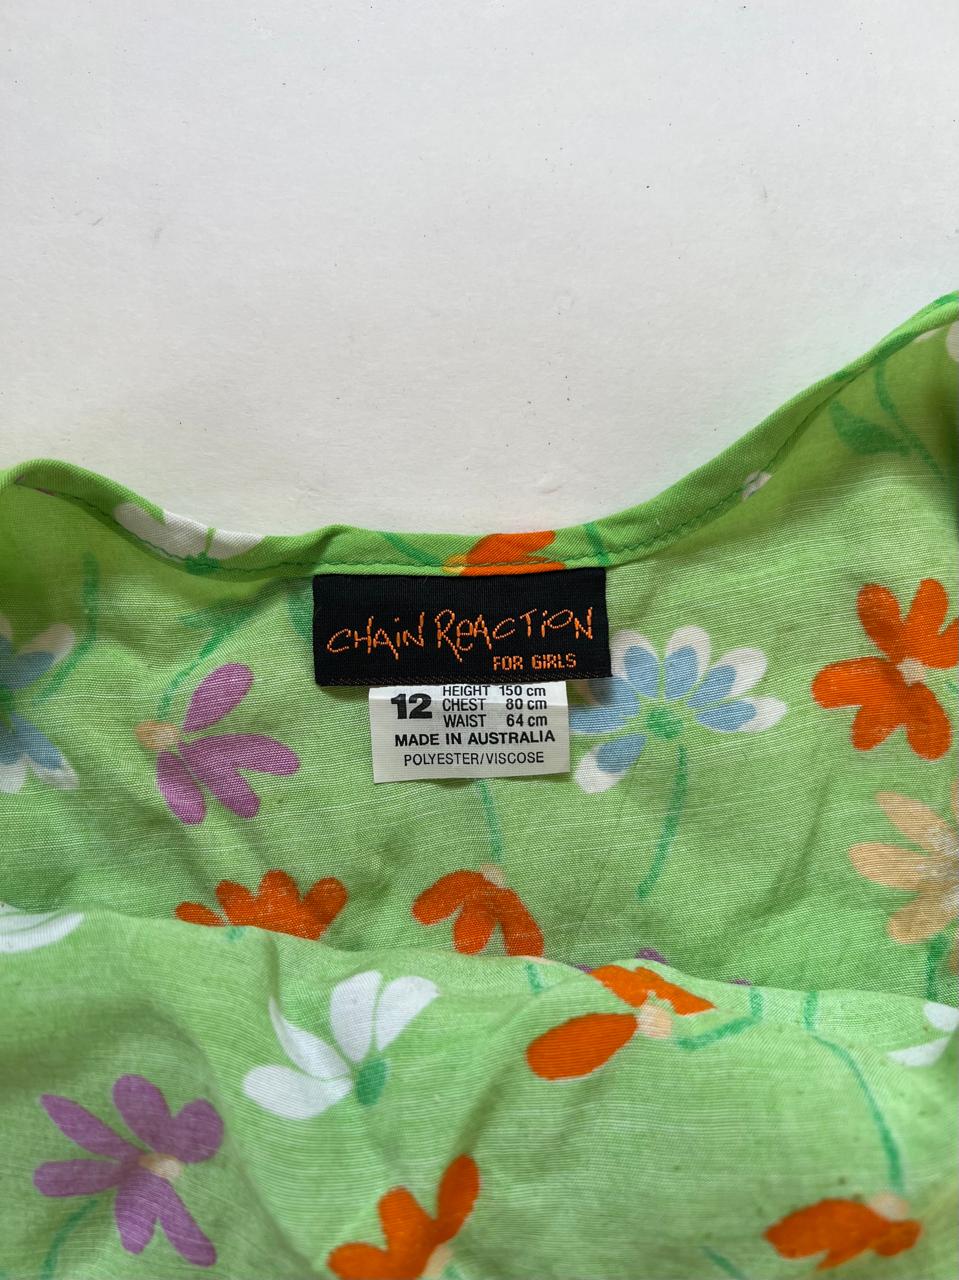 CHAIN REACTION
FOR GIRLS
12 HEIGHT 150 cm
CHEST 80 cm
WAIST 64 cm
MADE IN AUSTRALIA
POLYESTER/VISCOSE